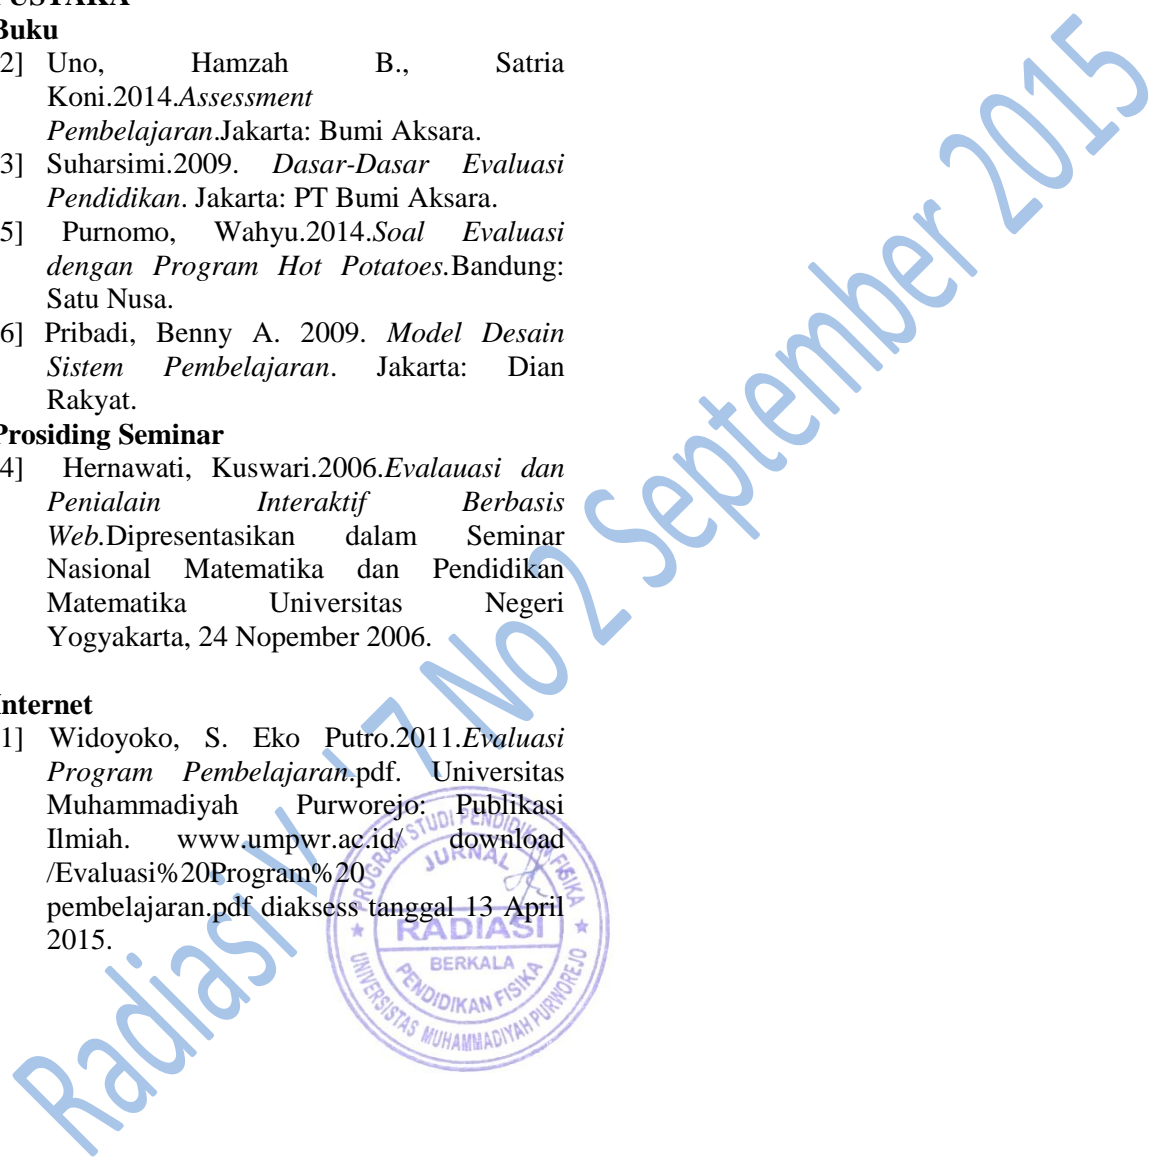 PUSTAKA
Buku
2] Uno, Hamzah B., Satria
Koni.2014.Assessment
Pembelajaran.Jakarta: Bumi Aksara.
3] Suharsimi.2009. Dasar-Dasar Evaluasi
Pendidikan. Jakarta: PT Bumi Aksara.
5] Purnomo, Wahyu.2014.Soal Evaluasi
dengan Program Hot Potatoes.Bandung:
Satu Nusa.
6] Pribadi, Benny A. 2009. Model Desain
Sistem Pembelajaran. Jakarta: Dian
Rakyat.
Prosiding Seminar
4] Hernawati, Kuswari.2006.Evalauasi dan
Penialain Interaktif Berbasis
Web.Dipresentasikan dalam Seminar
Nasional Matematika dan Pendidikan
Matematika Universitas Negeri
Yogyakarta, 24 Nopember 2006.
Internet
1] Widoyoko, S. Eko Putro.2011.Evaluasi
Program Pembelajaran.pdf. Universitas
Muhammadiyah Purworejo: Publikasi
Ilmiah. www.umpwr.ac.id/ download
/Evaluasi%20Program%20
pembelajaran.pdf diaksess tanggal 13 April
2015.
PROGRAM STUDI PENDIDIKAN FISIKA
JURNAL
RADIASI
BERKALA
PENDIDIKAN FISIKA
UNIVERSISTAS MUHAMMADIYAH PURWOREJO
Radiasi V ' 7 No 2 September 2015